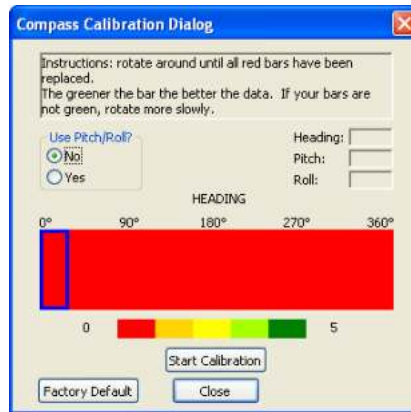 Compass Calibration Dialog
Instructions: rotate around until all red bars have been
replaced.
The greener the bar the better the data. If your bars are
not green, rotate more slowly.
Use Pitch/Roll?
No
Yes
Heading:
Pitch:
Roll:
HEADING
0° 90° 180° 270° 360°
0 5
Start Calibration
Factory Default Close